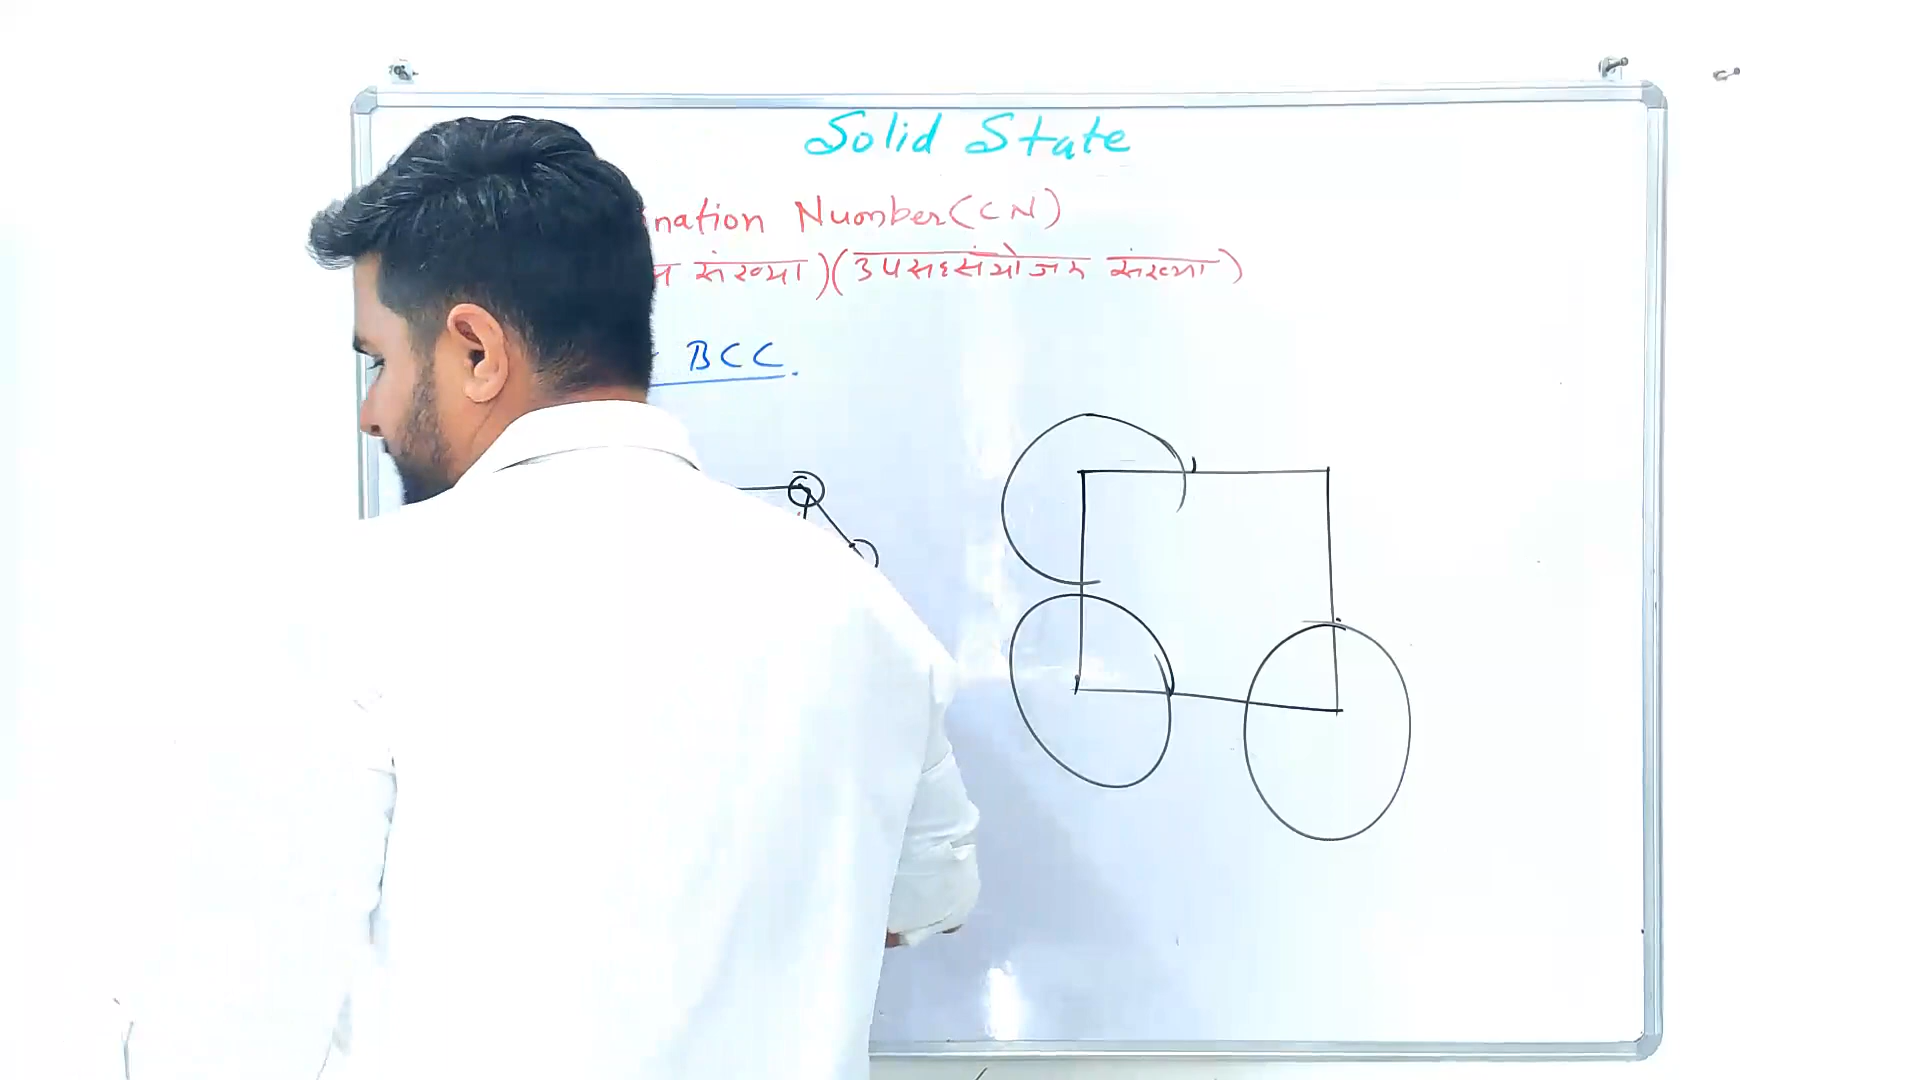 Solid State
nation Number (CN)
संख्या) (उपसहसंयोजन संख्या)
BCC.